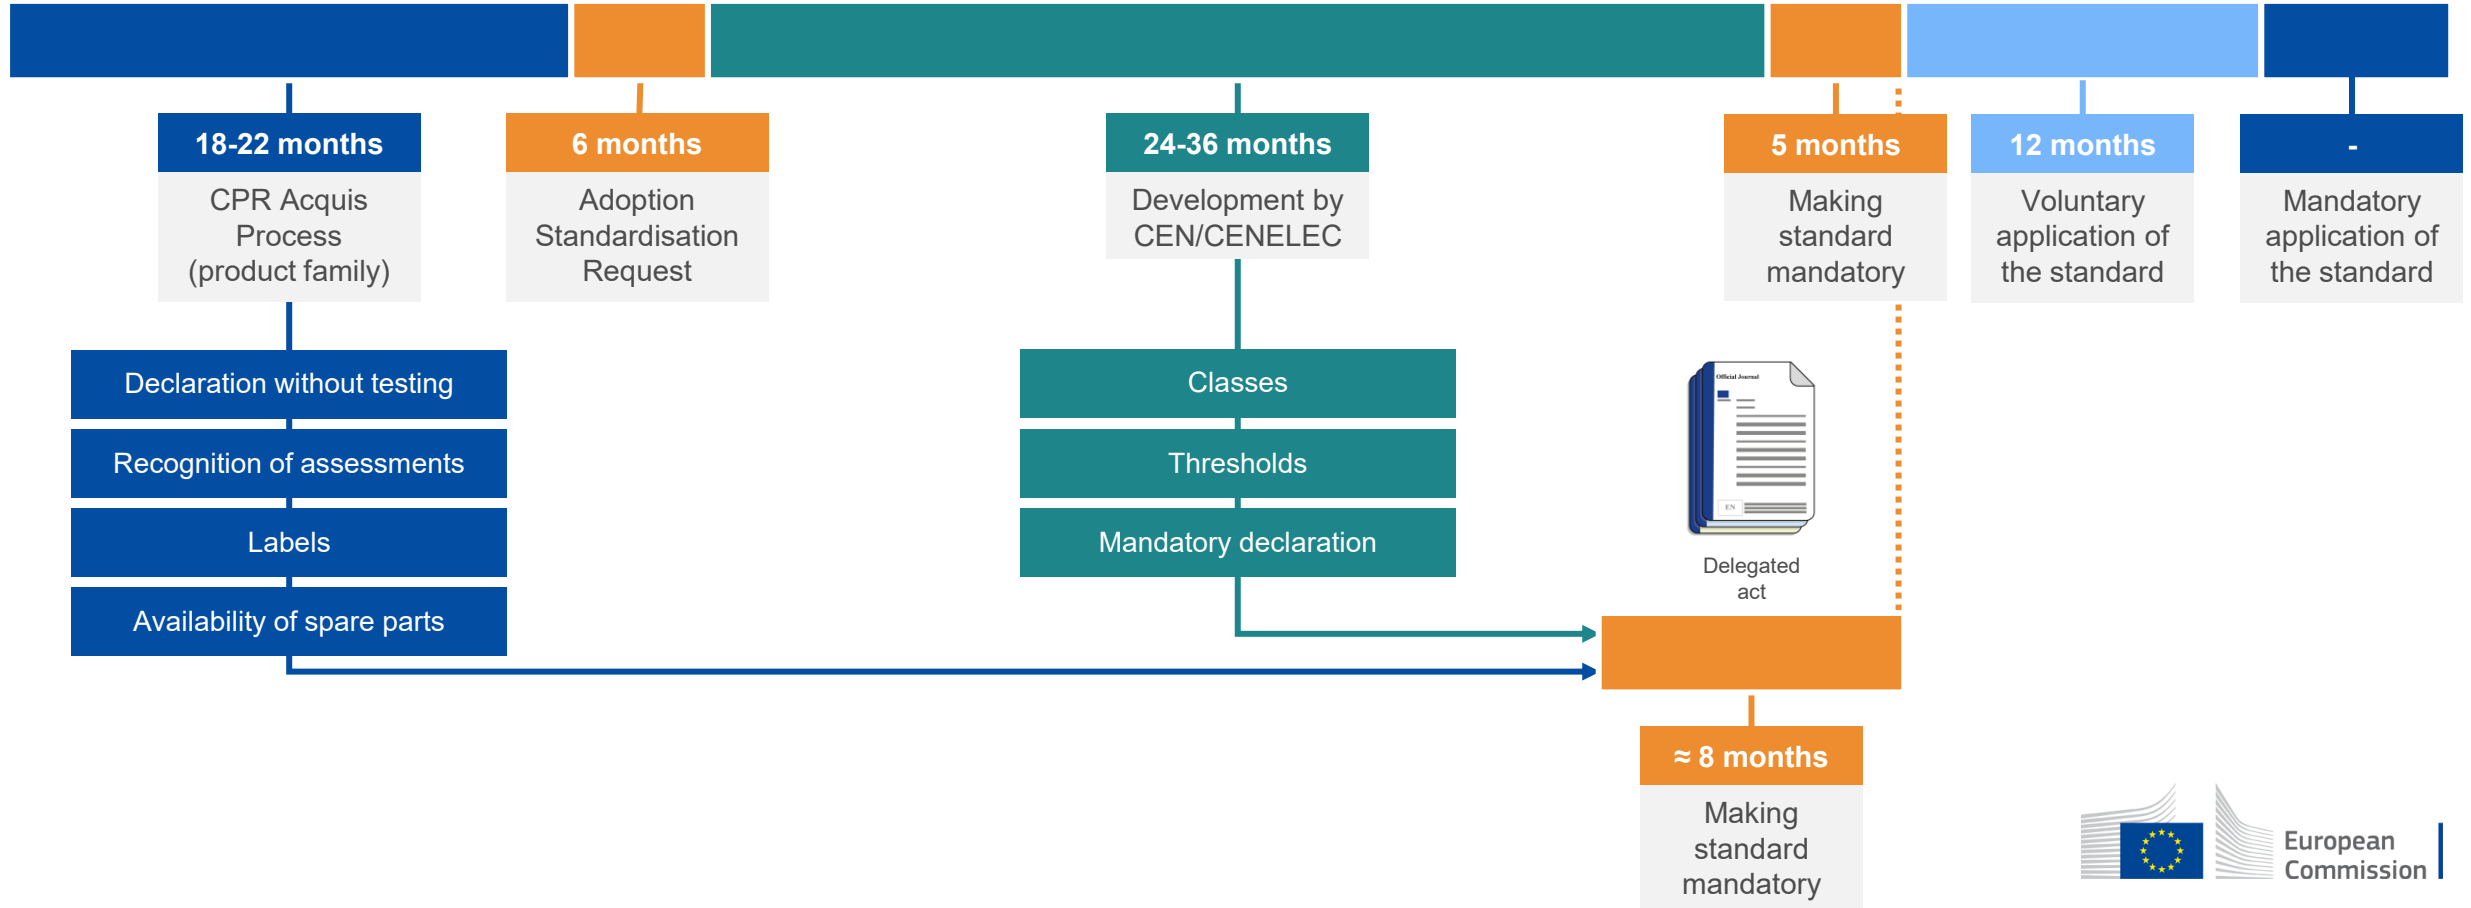 18-22 months
CPR Acquis
Process
(product family)
6 months
Adoption
Standardisation
Request
24-36 months
Development by
CEN/CENELEC
5 months
Making
standard
mandatory
12 months
Voluntary
application of
the standard
-
Mandatory
application of
the standard
Declaration without testing
Recognition of assessments
Labels
Availability of spare parts
Classes
Thresholds
Mandatory declaration
Official Journal
EN
Delegated
act
≈ 8 months
Making
standard
mandatory
European
Commission